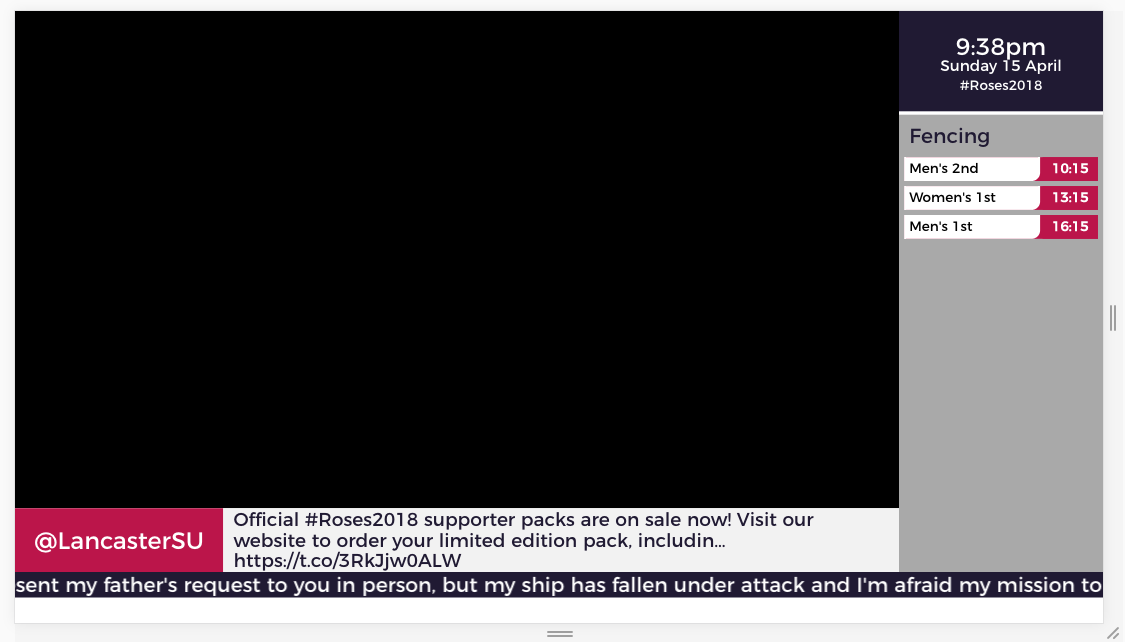 9:38pm
Sunday 15 April
#Roses2018
Fencing
Men's 2nd 10:15
Women's 1st 13:15
Men's 1st 16:15
@LancasterSU
Official #Roses2018 supporter packs are on sale now! Visit our
website to order your limited edition pack, includin...
https://t.co/3RkJjw0ALW
sent my father's request to you in person, but my ship has fallen under attack and I'm afraid my mission to